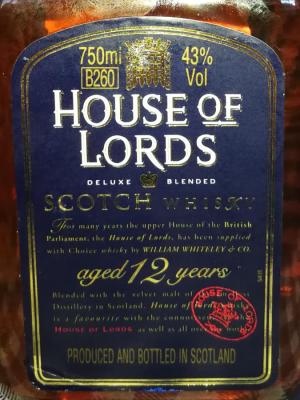 750ml 43%
B260 Vol
HOUSE OF
LORDS
DELUXE BLENDED
SCOTCH WHISKY
For many years the upper House of the British
Parliament, the House of Lords, has been supplied
with Choice whisky by WILLIAM WHITELEY & CO.
aged 12 years
Blended with the velvet malt of
Distillery in Scotland. House of Lords
is a favourite with the
HOUSE OF LORDS as well as all over the
PRODUCED AND BOTTLED IN SCOTLAND